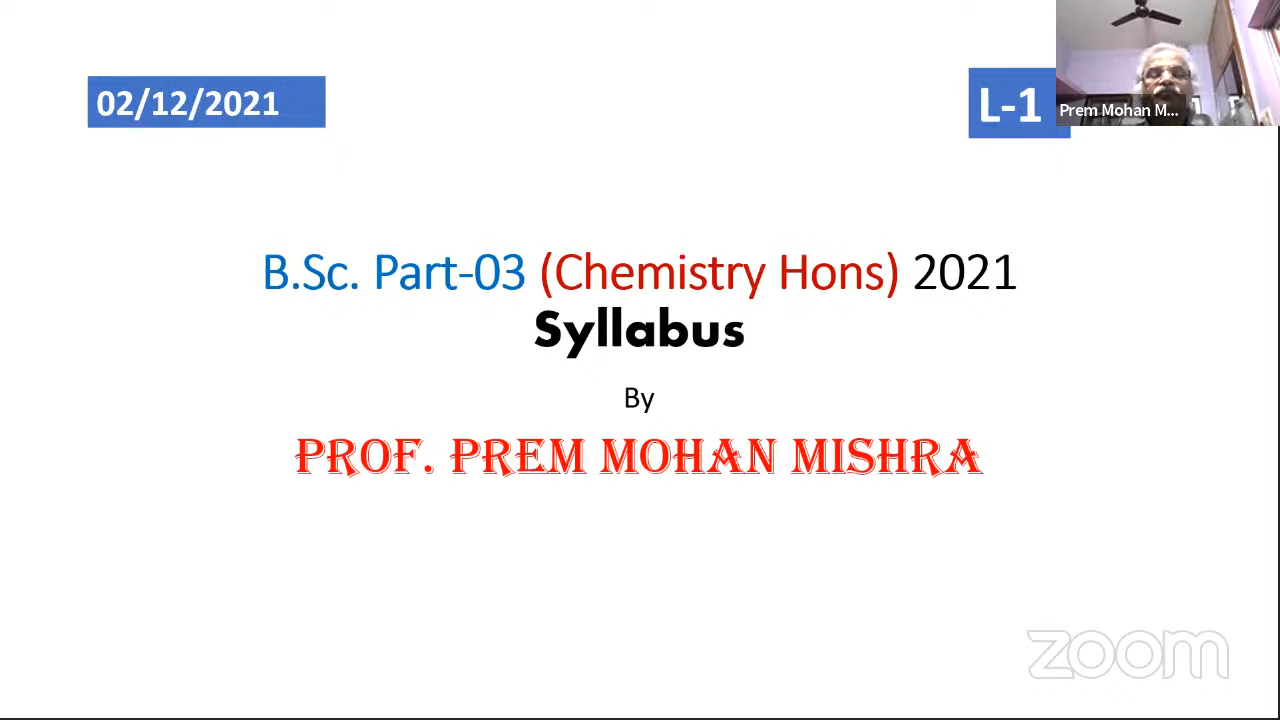 02/12/2021
L-1
Prem Mohan M...
B.Sc. Part-03 (Chemistry Hons) 2021
Syllabus
By
PROF. PREM MOHAN MISHRA
zoom